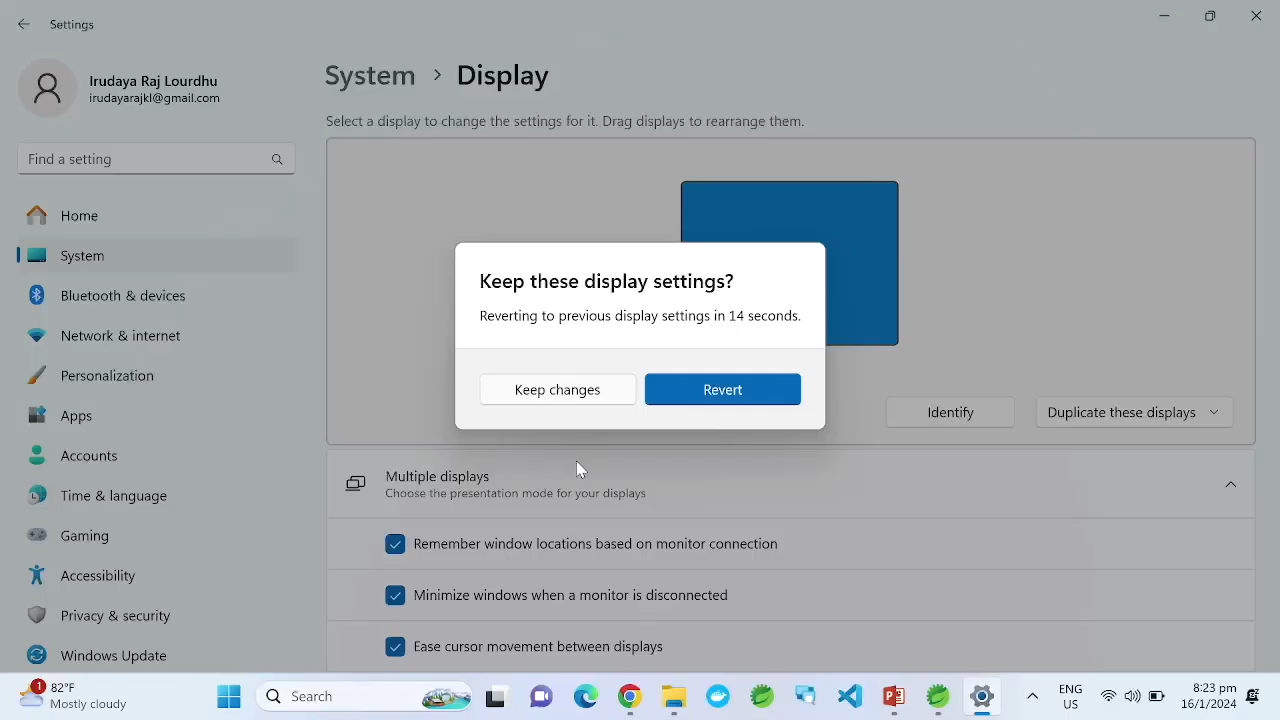 Settings
Irudaya Raj Lourdhu
irudayarajkl@gmail.com
Find a setting
Home
System
Bluetooth & devices
Network & internet
Personalization
Apps
Accounts
Time & language
Gaming
Accessibility
Privacy & security
Windows Update
System > Display
Select a display to change the settings for it. Drag displays to rearrange them.
Keep these display settings?
Reverting to previous display settings in 14 seconds.
Keep changes
Revert
Identify
Duplicate these displays
Multiple displays
Choose the presentation mode for your displays
Remember window locations based on monitor connection
Minimize windows when a monitor is disconnected
Ease cursor movement between displays
1
82°F
Mostly cloudy
Search
ENG
US
8:23 pm
16/1/2024